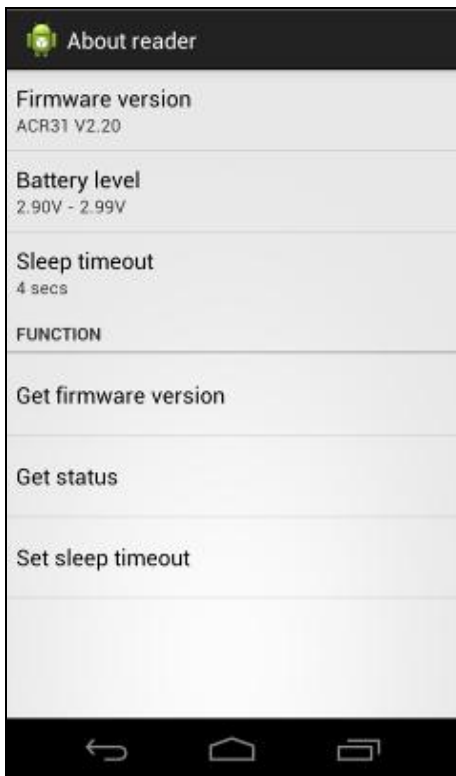 About reader
Firmware version
ACR31 V2.20
Battery level
2.90V - 2.99V
Sleep timeout
4 secs
FUNCTION
Get firmware version
Get status
Set sleep timeout